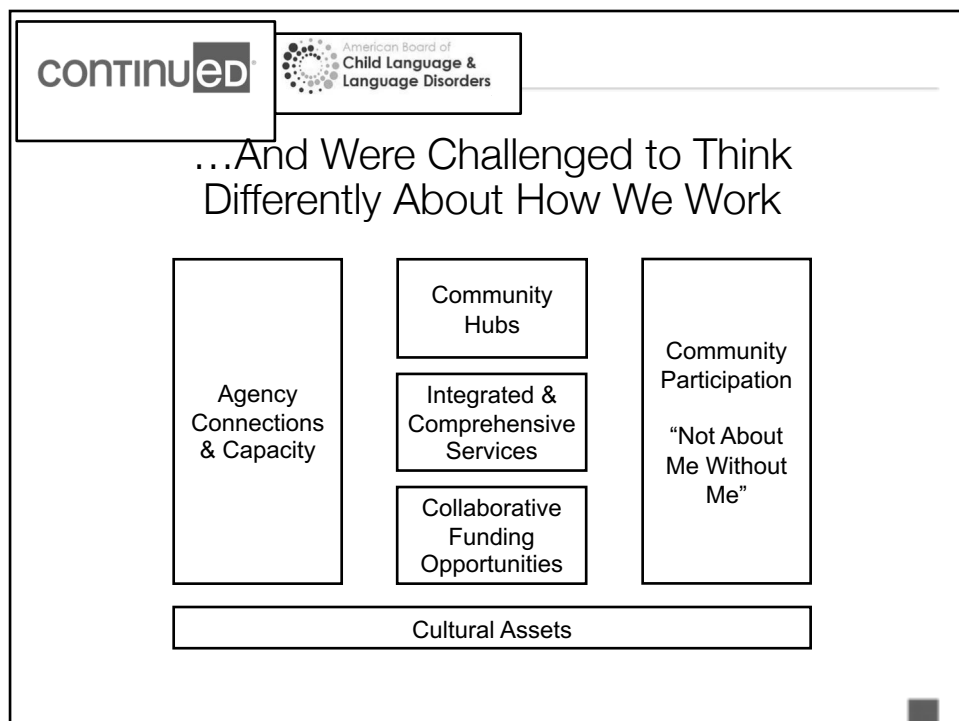 continued®
American Board of
Child Language &
Language Disorders
…And Were Challenged to Think
Differently About How We Work
Agency
Connections
& Capacity
Community
Hubs
Integrated &
Comprehensive
Services
Collaborative
Funding
Opportunities
Community
Participation
“Not About
Me Without
Me”
Cultural Assets